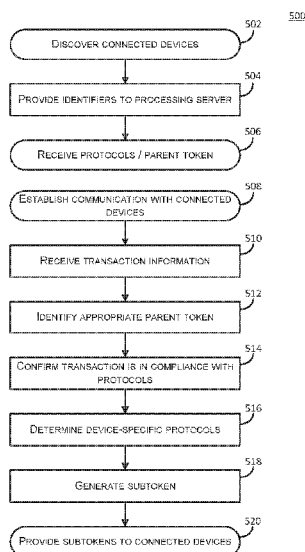 500
502
DISCOVER CONNECTED DEVICES
504
PROVIDE IDENTIFIERS TO PROCESSING SERVER
506
RECEIVE PROTOCOLS / PARENT TOKEN
508
ESTABLISH COMMUNICATION WITH CONNECTED
DEVICES
510
RECEIVE TRANSACTION INFORMATION
512
IDENTIFY APPROPRIATE PARENT TOKEN
514
CONFIRM TRANSACTION IS IN COMPLIANCE WITH
PROTOCOLS
516
DETERMINE DEVICE-SPECIFIC PROTOCOLS
518
GENERATE SUBTOKEN
520
PROVIDE SUBTOKENS TO CONNECTED DEVICES